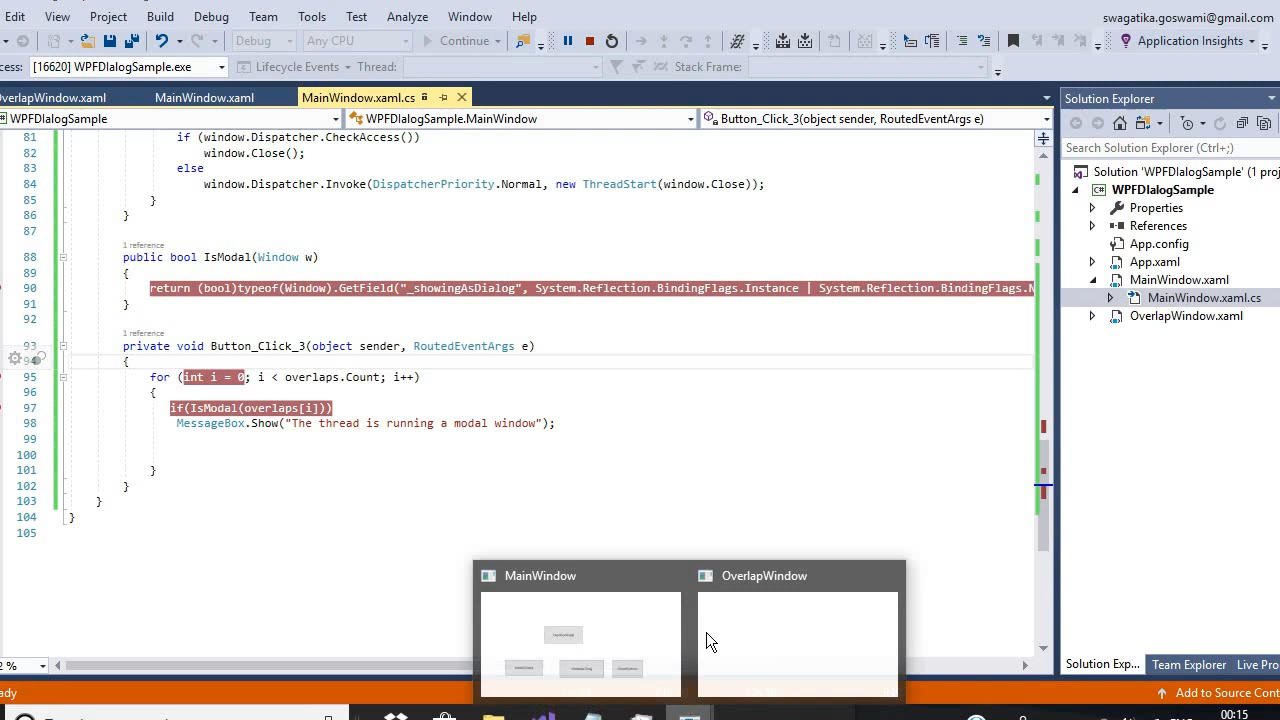 Edit View Project Build Debug Team Tools Test Analyze Window Help swagatika.goswami@gmail.com
Debug Any CPU Continue Application Insights
cess: [16620] WPFDIalogSample.exe Lifecycle Events Thread: Stack Frame:
OverlapWindow.xaml MainWindow.xaml MainWindow.xaml.cs Solution Explorer
WPFDIalogSample WPFDIalogSample.MainWindow Button_Click_3(object sender, RoutedEventArgs e)
Search Solution Explorer (Ctrl+;)
81 if (window.Dispatcher.CheckAccess())
82 window.Close();
83 else
84 window.Dispatcher.Invoke(DispatcherPriority.Normal, new ThreadStart(window.Close));
85 }
86 }
87
1 reference
88 public bool IsModal(Window w)
89 {
90 return (bool)typeof(Window).GetField("_showingAsDialog", System.Reflection.BindingFlags.Instance | System.Reflection.BindingFlags.N
91 }
92
1 reference
93 private void Button_Click_3(object sender, RoutedEventArgs e)
94 {
95 for (int i = 0; i < overlaps.Count; i++)
96 {
97 if(IsModal(overlaps[i]))
98 MessageBox.Show("The thread is running a modal window");
99
100
101 }
102 }
103 }
104 }
105
Solution 'WPFDIalogSample' (1 proj
WPFDIalogSample
Properties
References
App.config
App.xaml
MainWindow.xaml
MainWindow.xaml.cs
OverlapWindow.xaml
MainWindow OverlapWindow
2 %
Solution Exp... Team Explorer Live Pro
ady Add to Source Cont
00:15